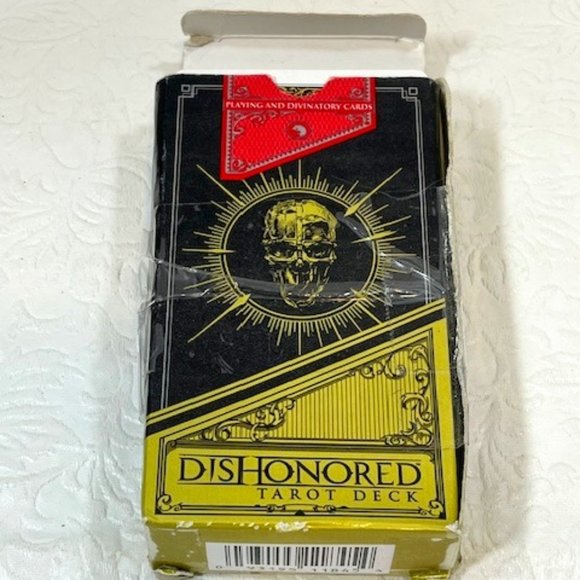 PLAYING AND DIVINATORY CARDS
DISHONORED
TAROT DECK